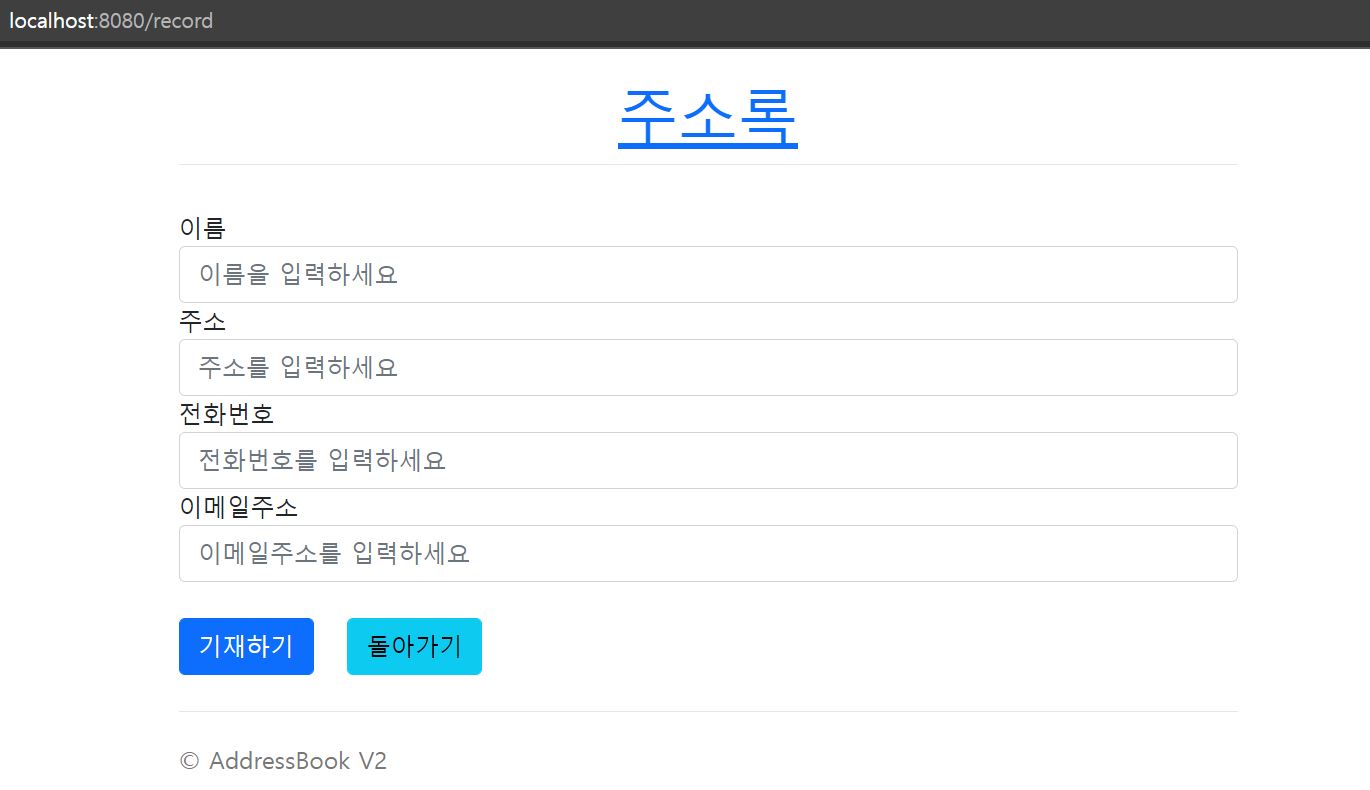 localhost:8080/record
주소록
이름
이름을 입력하세요
주소
주소를 입력하세요
전화번호
전화번호를 입력하세요
이메일주소
이메일주소를 입력하세요
기재하기 돌아가기
© AddressBook V2